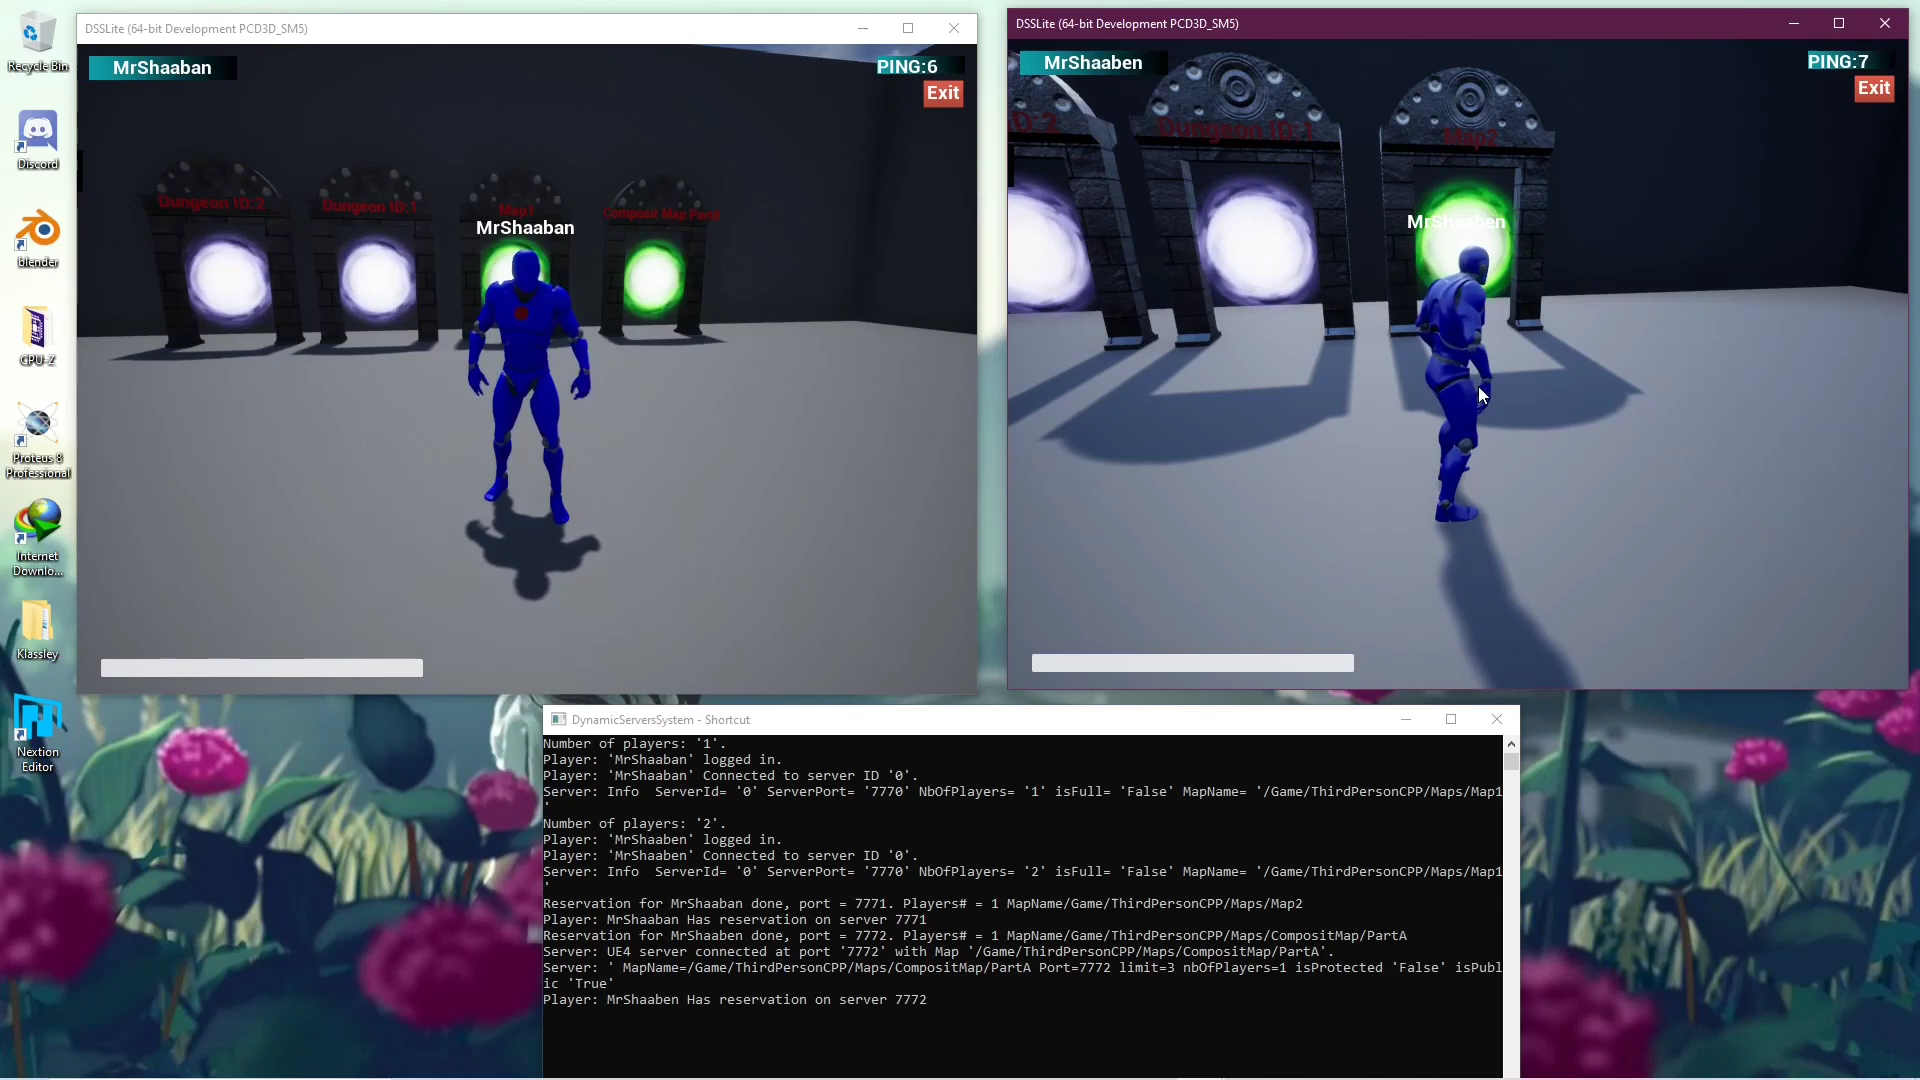 Recycle Bin
Discord
blender
CPU-Z
Proteus 8
Professional
Internet
Downlo...
Klassley
Nextion
Editor
DSSLite (64-bit Development PCD3D_SM5)
MrShaaban
PING:6
Exit
Dungeon ID:2
Dungeon ID:1
Map1
Composit Map PartA
MrShaaban
DSSLite (64-bit Development PCD3D_SM5)
MrShaaben
PING:7
Exit
ID:2
Dungeon ID:1
Map2
MrShaaben
DynamicServersSystem - Shortcut
Number of players: '1'.
Player: 'MrShaaban' logged in.
Player: 'MrShaaban' Connected to server ID '0'.
Server: Info  ServerId= '0' ServerPort= '7770' NbOfPlayers= '1' isFull= 'False' MapName= '/Game/ThirdPersonCPP/Maps/Map1
'
Number of players: '2'.
Player: 'MrShaaben' logged in.
Player: 'MrShaaben' Connected to server ID '0'.
Server: Info  ServerId= '0' ServerPort= '7770' NbOfPlayers= '2' isFull= 'False' MapName= '/Game/ThirdPersonCPP/Maps/Map1
'
Reservation for MrShaaban done, port = 7771. Players# = 1 MapName/Game/ThirdPersonCPP/Maps/Map2
Player: MrShaaban Has reservation on server 7771
Reservation for MrShaaben done, port = 7772. Players# = 1 MapName/Game/ThirdPersonCPP/Maps/CompositMap/PartA
Server: UE4 server connected at port '7772' with Map '/Game/ThirdPersonCPP/Maps/CompositMap/PartA'.
Server: ' MapName=/Game/ThirdPersonCPP/Maps/CompositMap/PartA Port=7772 limit=3 nbOfPlayers=1 isProtected 'False' isPubl
ic 'True'
Player: MrShaaben Has reservation on server 7772